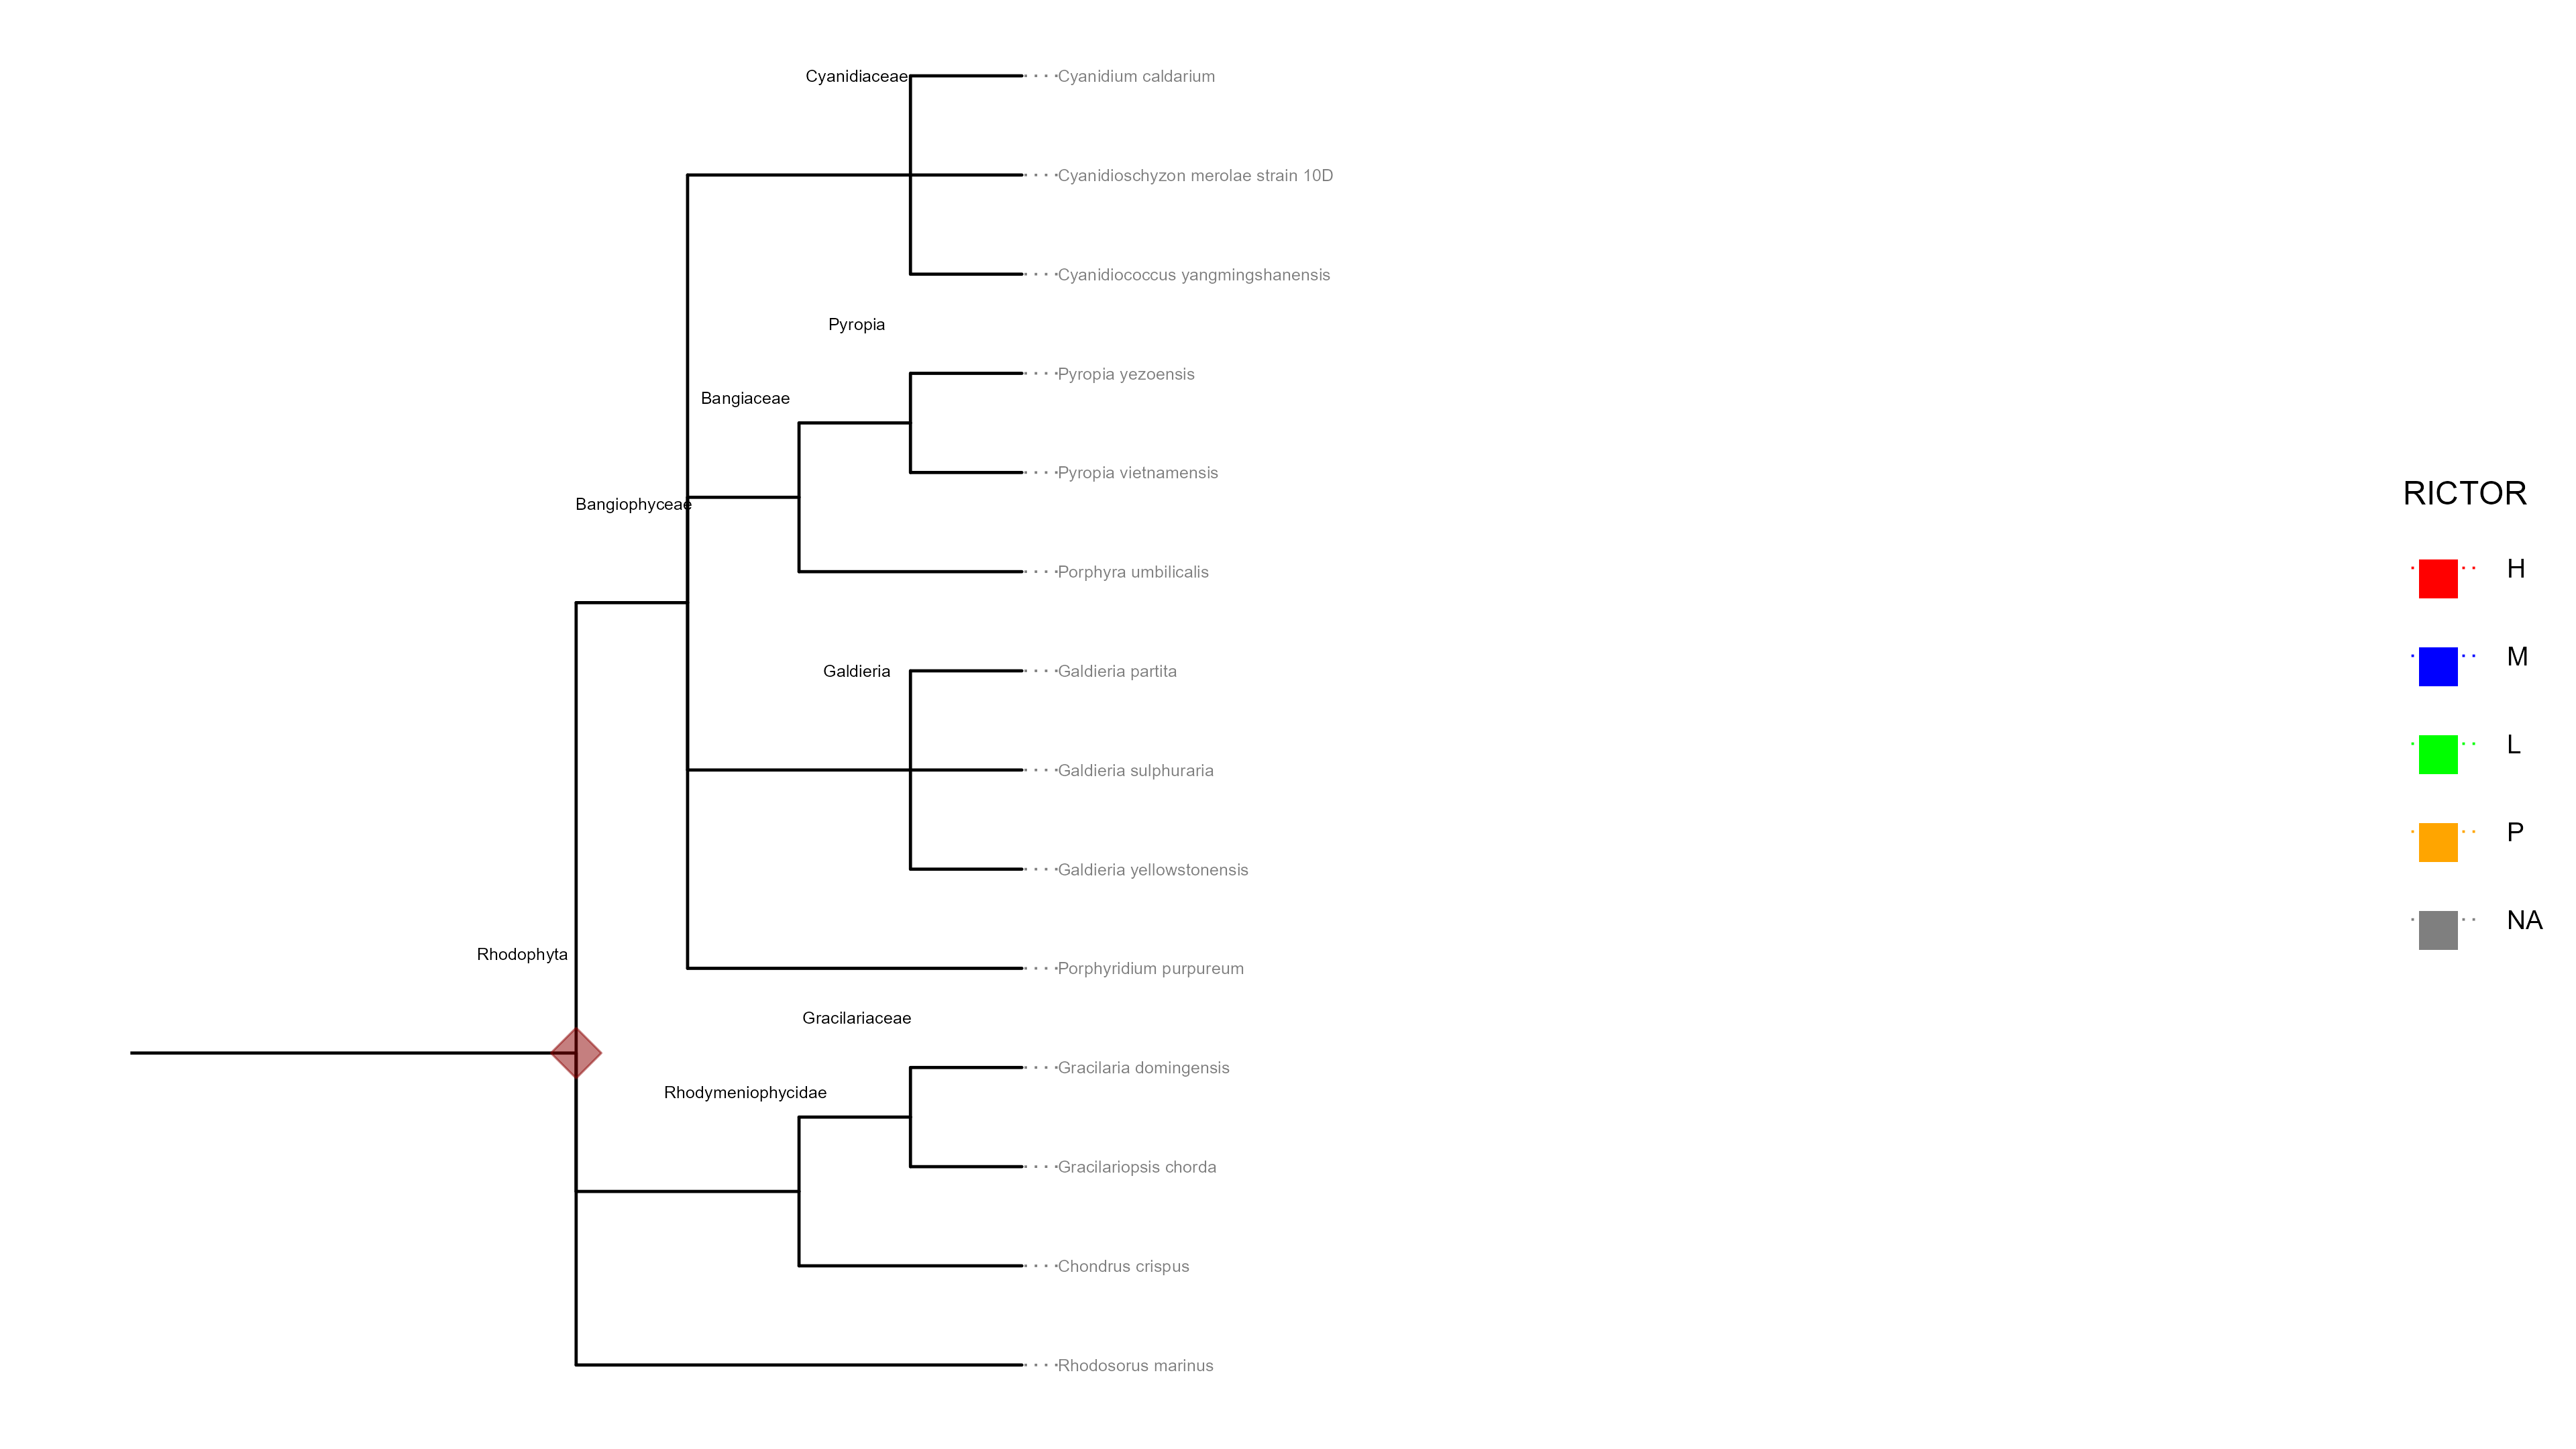 Cyanidiaceae
Cyanidium caldarium
Cyanidioschyzon merolae strain 10D
Cyanidiococcus yangmingshanensis
Pyropia
Pyropia yezoensis
Bangiaceae
Pyropia vietnamensis
Bangiophyceae
Porphyra umbilicalis
Galdieria
Galdieria partita
Galdieria sulphuraria
Galdieria yellowstonensis
Rhodophyta
Porphyridium purpureum
Gracilariaceae
Gracilaria domingensis
Rhodymeniophycidae
Gracilariopsis chorda
Chondrus crispus
Rhodosorus marinus
RICTOR
H
M
L
P
NA